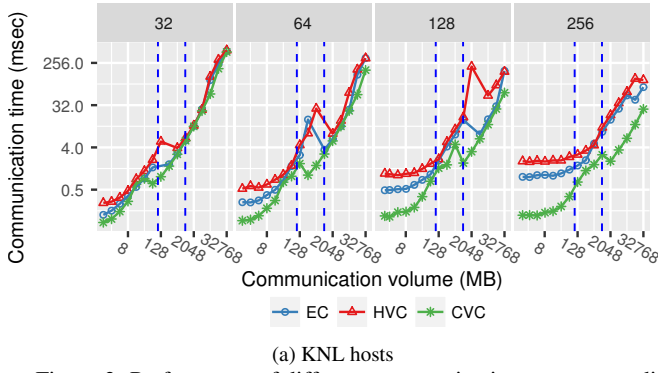 32 64 128 256
Communication time (msec)
256.0
32.0
4.0
0.5
8 128 2048 32768 8 128 2048 32768 8 128 2048 32768 8 128 2048 32768
Communication volume (MB)
EC HVC CVC
(a) KNL hosts